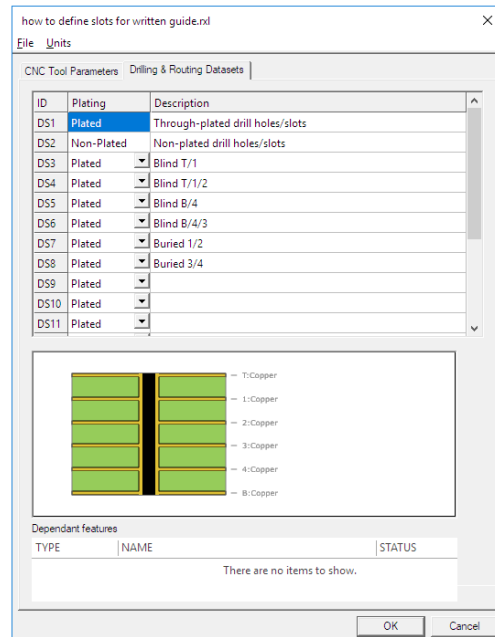 how to define slots for written guide.rxl
File Units
CNC Tool Parameters Drilling & Routing Datasets
ID Plating Description
DS1 Plated Through-plated drill holes/slots
DS2 Non-Plated Non-plated drill holes/slots
DS3 Plated Blind T/1
DS4 Plated Blind T/1/2
DS5 Plated Blind B/4
DS6 Plated Blind B/4/3
DS7 Plated Buried 1/2
DS8 Plated Buried 3/4
DS9 Plated
DS10 Plated
DS11 Plated
T:Copper
1:Copper
2:Copper
3:Copper
4:Copper
B:Copper
Dependant features
TYPE NAME STATUS
There are no items to show.
OK Cancel